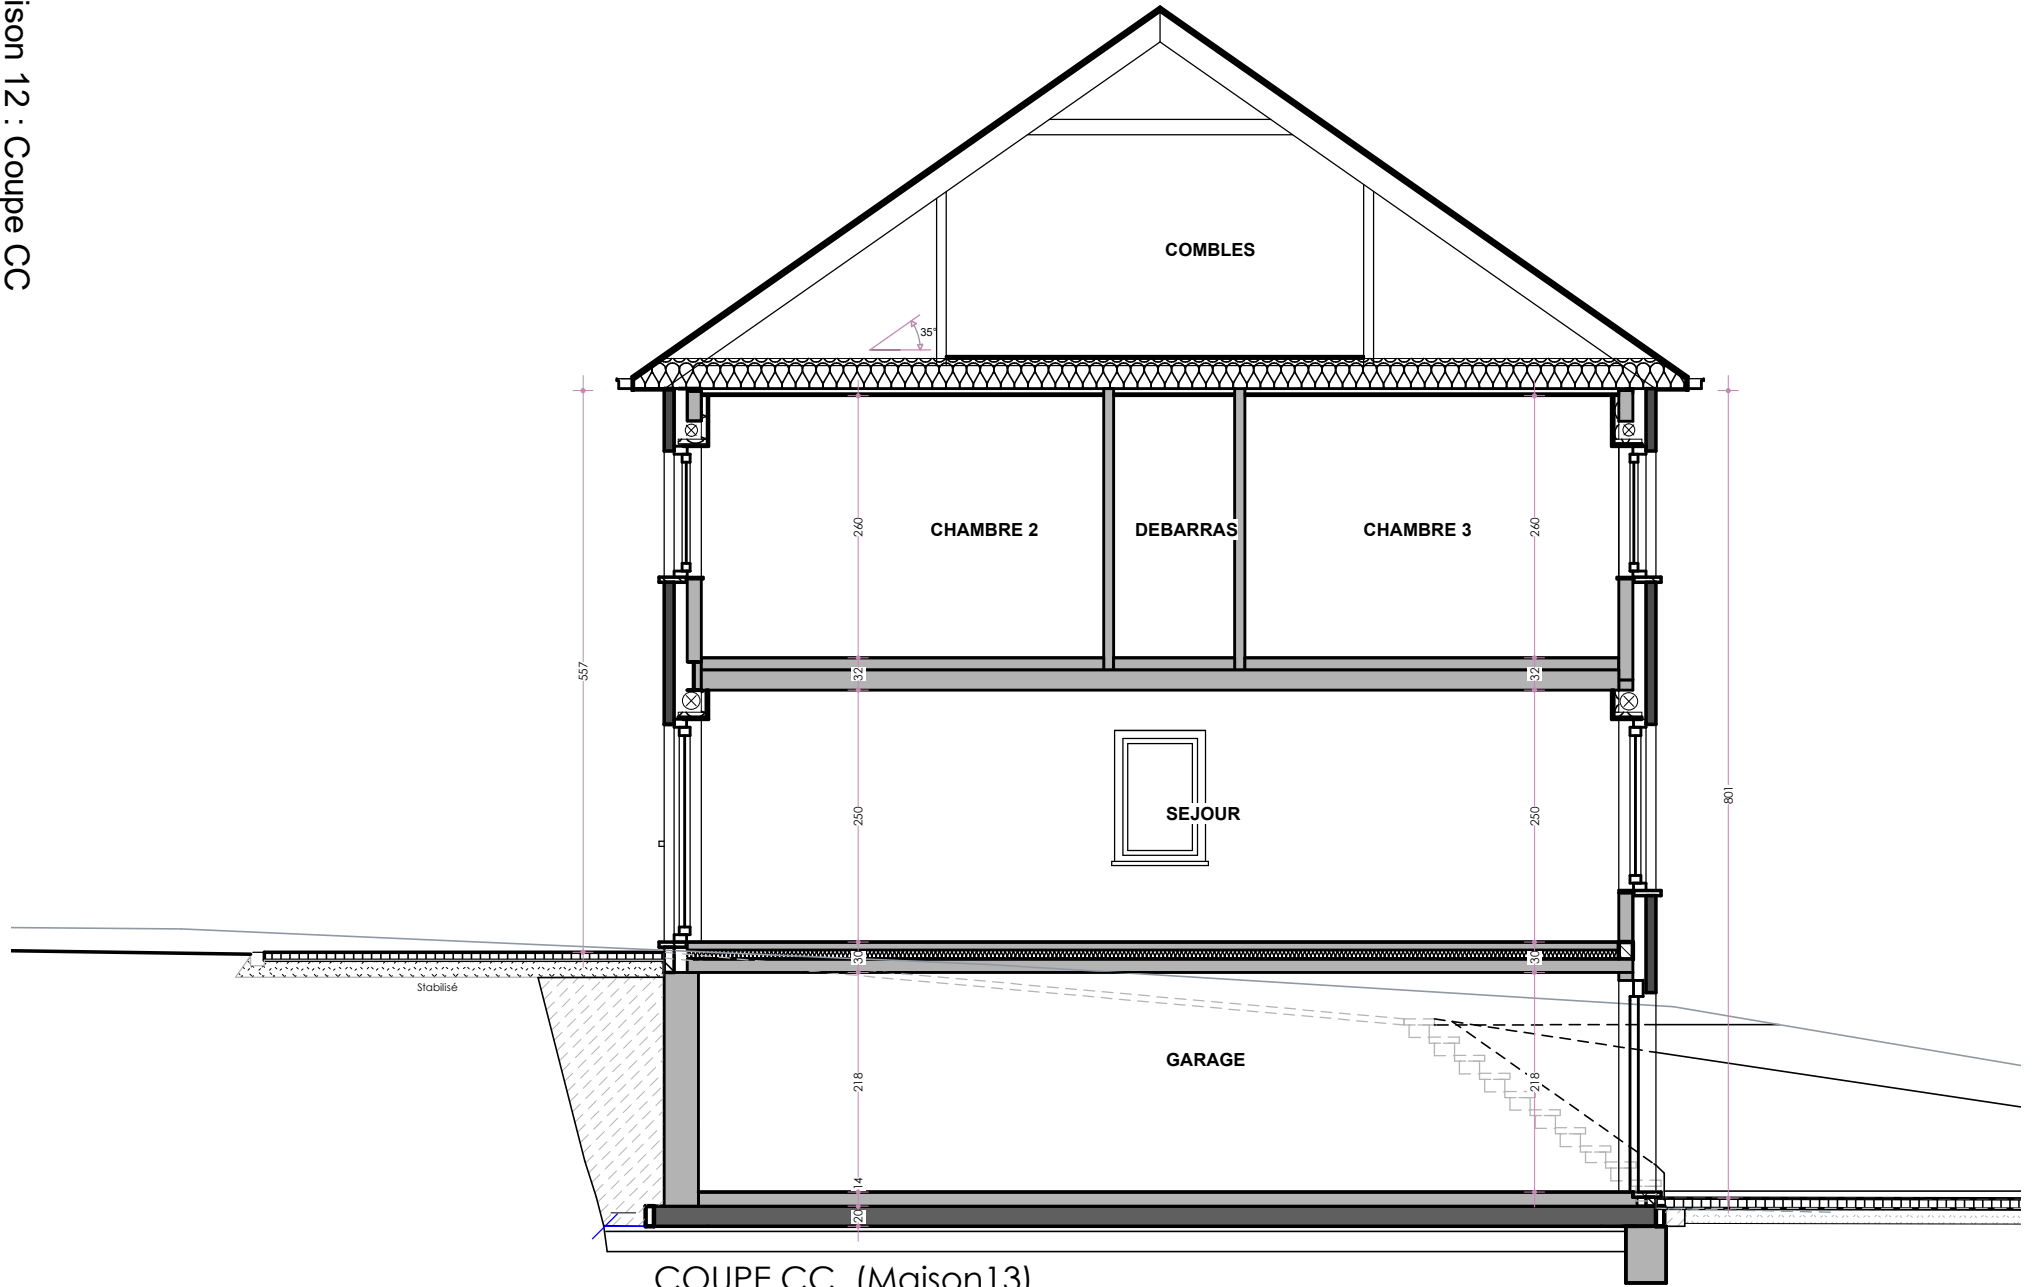 ison 12 : Coupe CC
COMBLES
35°
CHAMBRE 2
DEBARRAS
CHAMBRE 3
260
260
557
32
32
SEJOUR
250
250
801
30
30
Stabilisé
GARAGE
218
218
14
20
COUPE CC (Maison13)